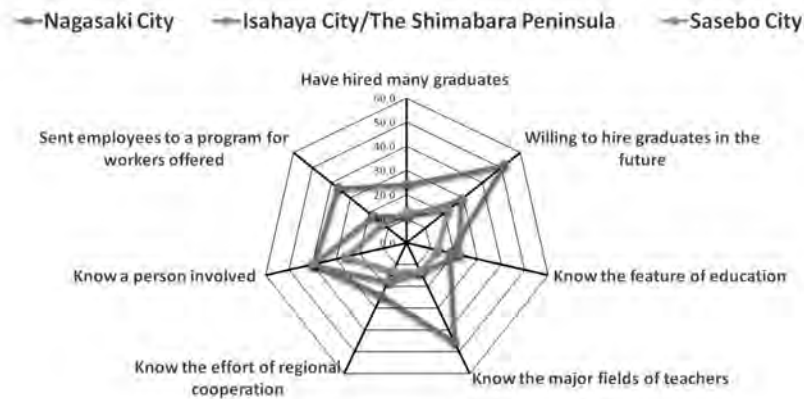 Nagasaki City Isahaya City/The Shimabara Peninsula Sasebo City
Have hired many graduates
60.0
50.0
40.0
30.0
20.0
0.0
Sent employees to a program for
workers offered
Willing to hire graduates in the
future
Know a person involved
Know the feature of education
Know the effort of regional
cooperation
Know the major fields of teachers